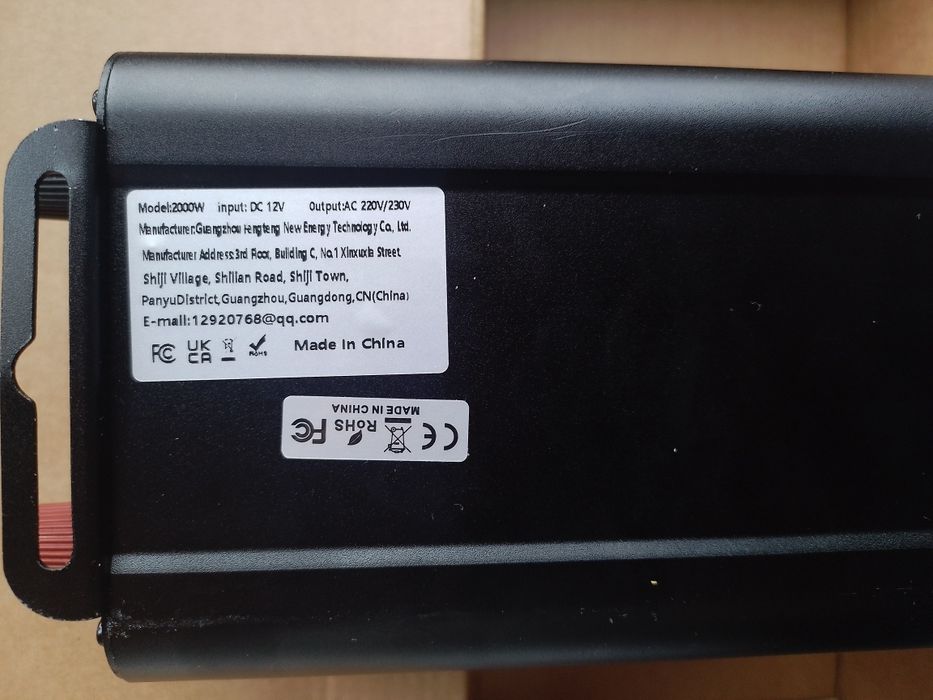 Model:2000W input: DC 12V Output:AC 220V/230V
Manufacturer:Guangzhou Fengteng New Energy Technology Co., Ltd.
Manufacturer Address:3rd Floor, Building C, No.1 Xinxuxia Street
Shiji Village, Shilian Road, Shiji Town,
PanyuDistrict,Guangzhou,Guangdong,CN(China)
E-mail:12920768@qq.com
FC UK CA RoHS Made in China
MADE IN CHINA
CE RoHS FC